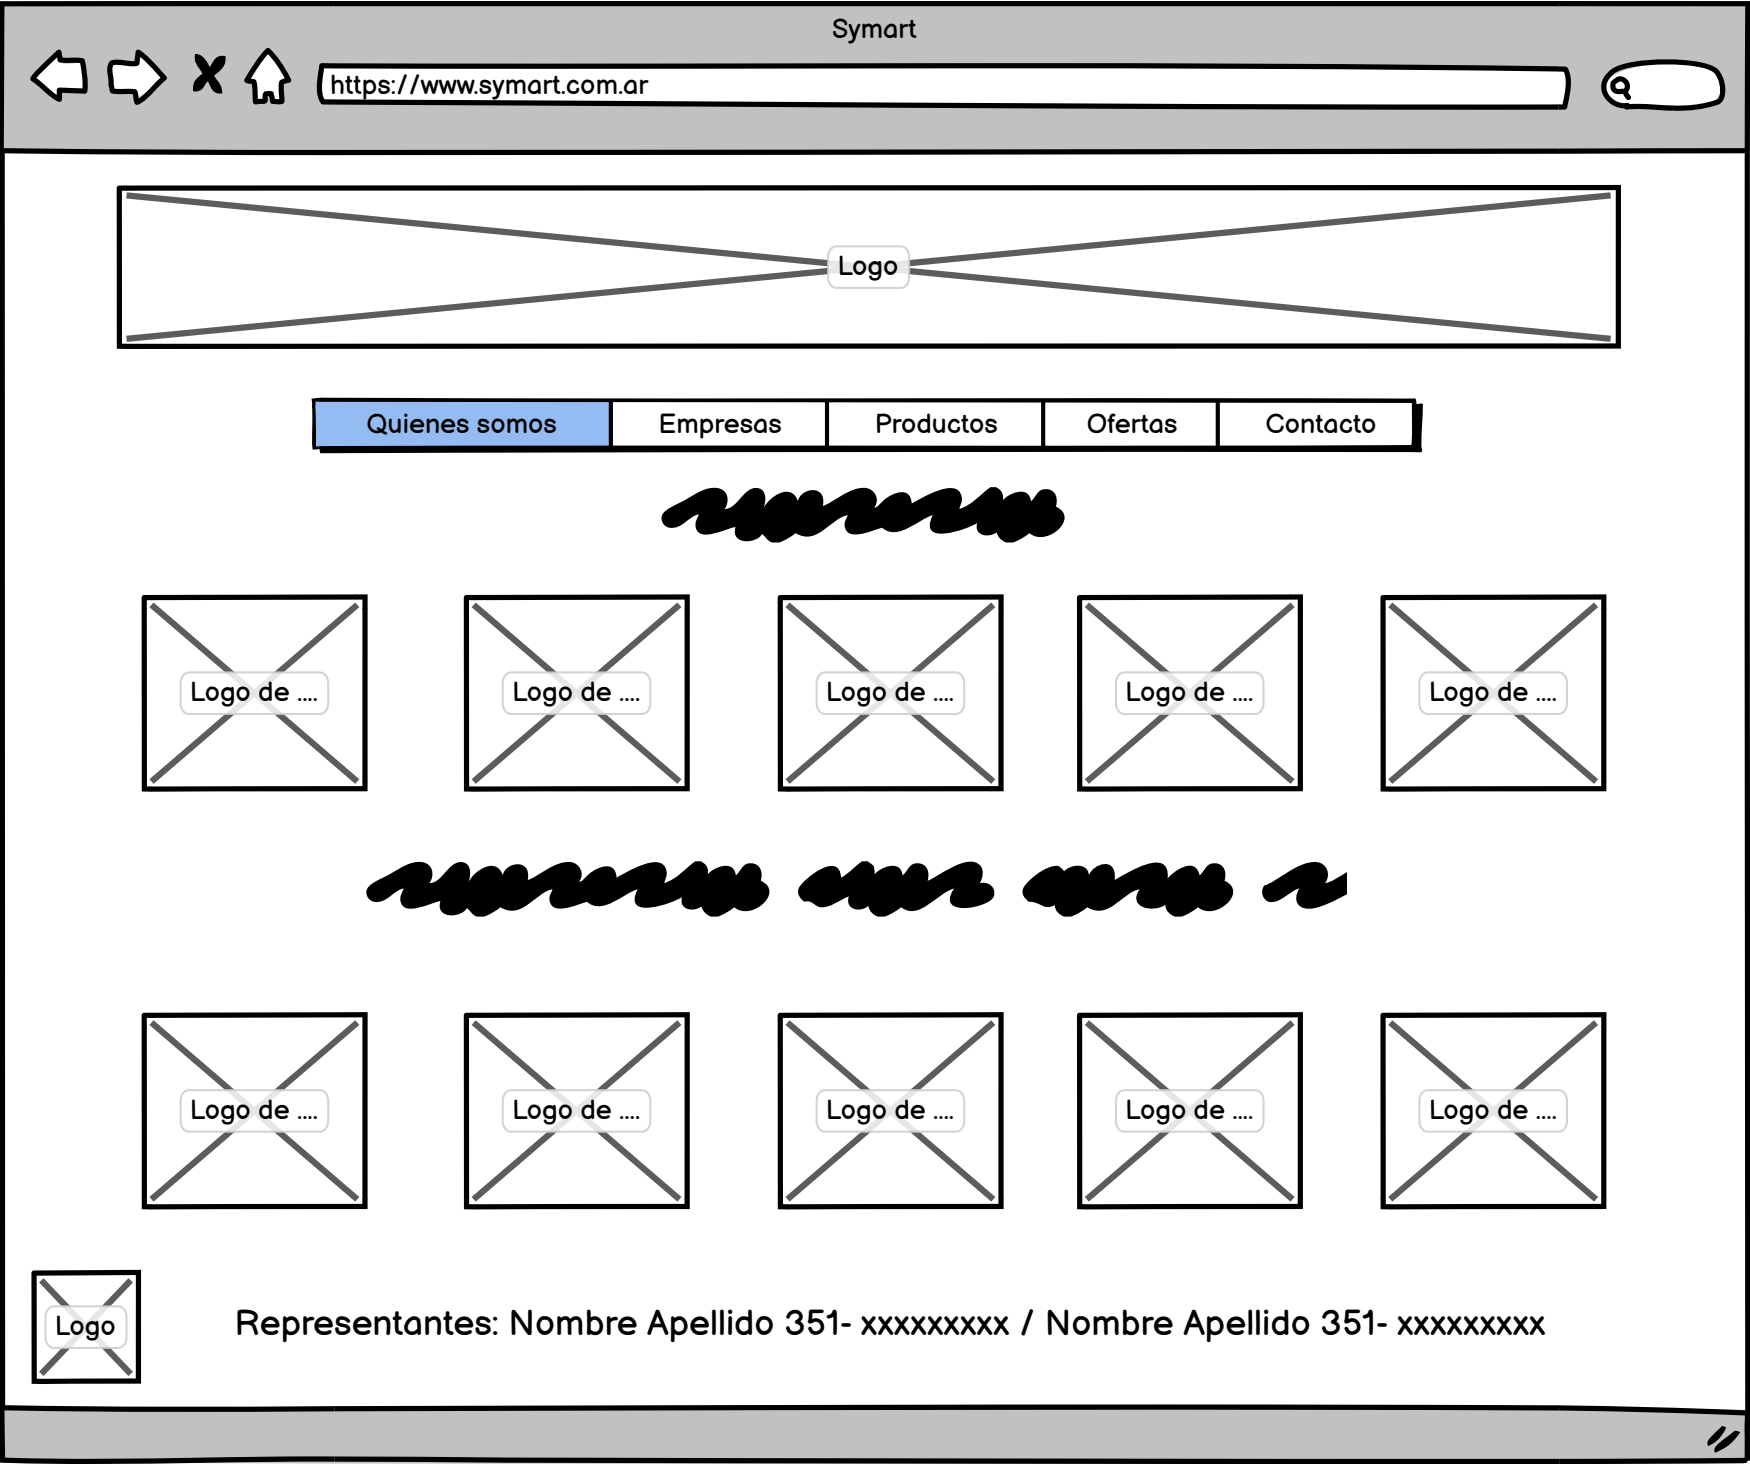 Symart
https://www.symart.com.ar
Logo
Quienes somos Empresas Productos Ofertas Contacto
Logo de .... Logo de .... Logo de .... Logo de .... Logo de ....
Logo de .... Logo de .... Logo de .... Logo de .... Logo de ....
Logo
Representantes: Nombre Apellido 351- xxxxxxxxx / Nombre Apellido 351- xxxxxxxxx